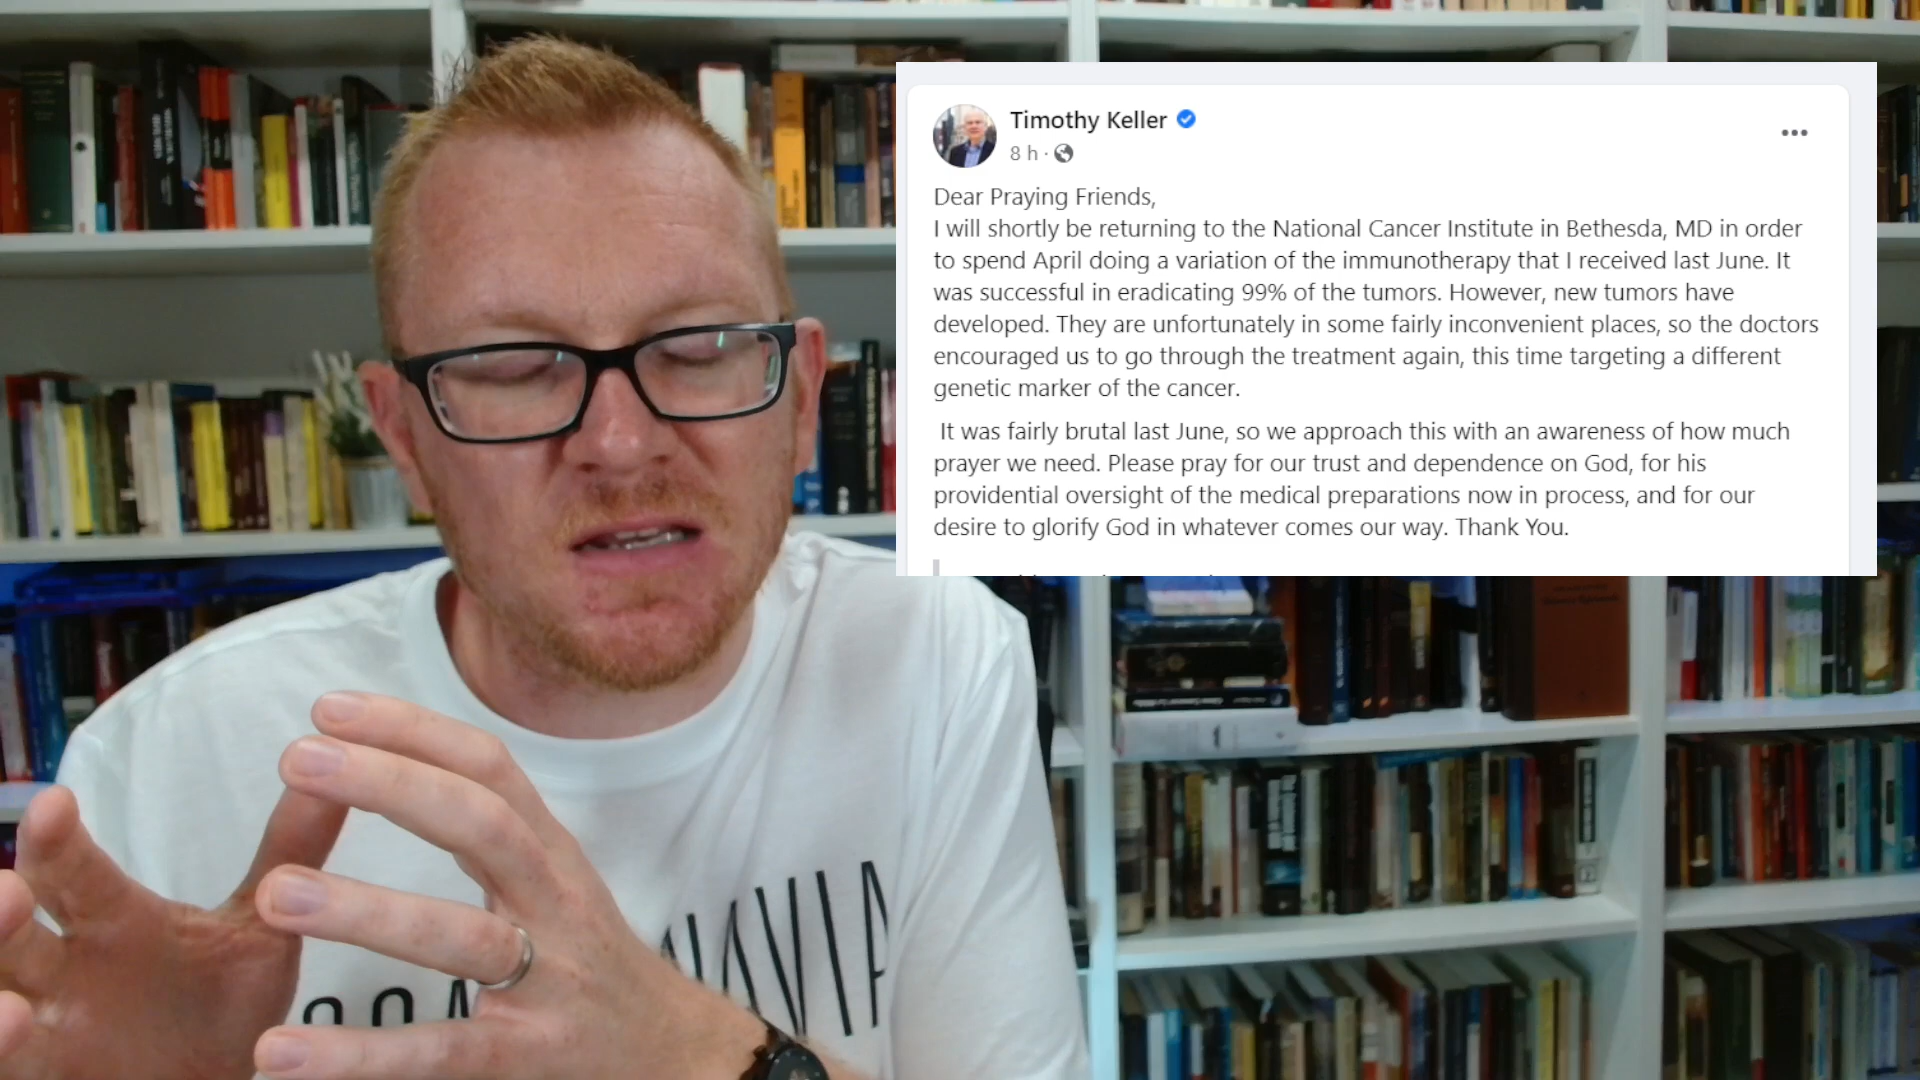 Timothy Keller
8 h ·
Dear Praying Friends,
I will shortly be returning to the National Cancer Institute in Bethesda, MD in order
to spend April doing a variation of the immunotherapy that I received last June. It
was successful in eradicating 99% of the tumors. However, new tumors have
developed. They are unfortunately in some fairly inconvenient places, so the doctors
encouraged us to go through the treatment again, this time targeting a different
genetic marker of the cancer.
It was fairly brutal last June, so we approach this with an awareness of how much
prayer we need. Please pray for our trust and dependence on God, for his
providential oversight of the medical preparations now in process, and for our
desire to glorify God in whatever comes our way. Thank You.